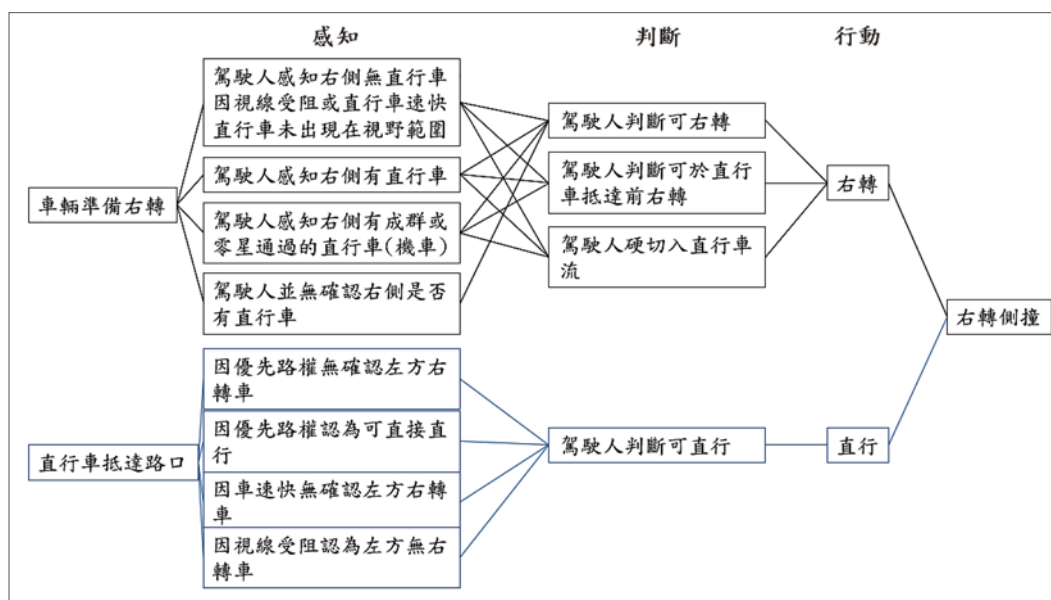 感知
判斷
行動
車輛準備右轉
駕駛人感知右側無直行車
因視線受阻或直行車速快
直行車未出現在視野範圍
駕駛人感知右側有直行車
駕駛人感知右側有成群或
零星通過的直行車(機車)
駕駛人並無確認右側是否
有直行車
駕駛人判斷可右轉
駕駛人判斷可於直行
車抵達前右轉
駕駛人硬切入直行車
流
右轉
右轉側撞
直行車抵達路口
因優先路權無確認左方右
轉車
因優先路權認為可直接直
行
因車速快無確認左方右轉
車
因視線受阻認為左方無右
轉車
駕駛人判斷可直行
直行